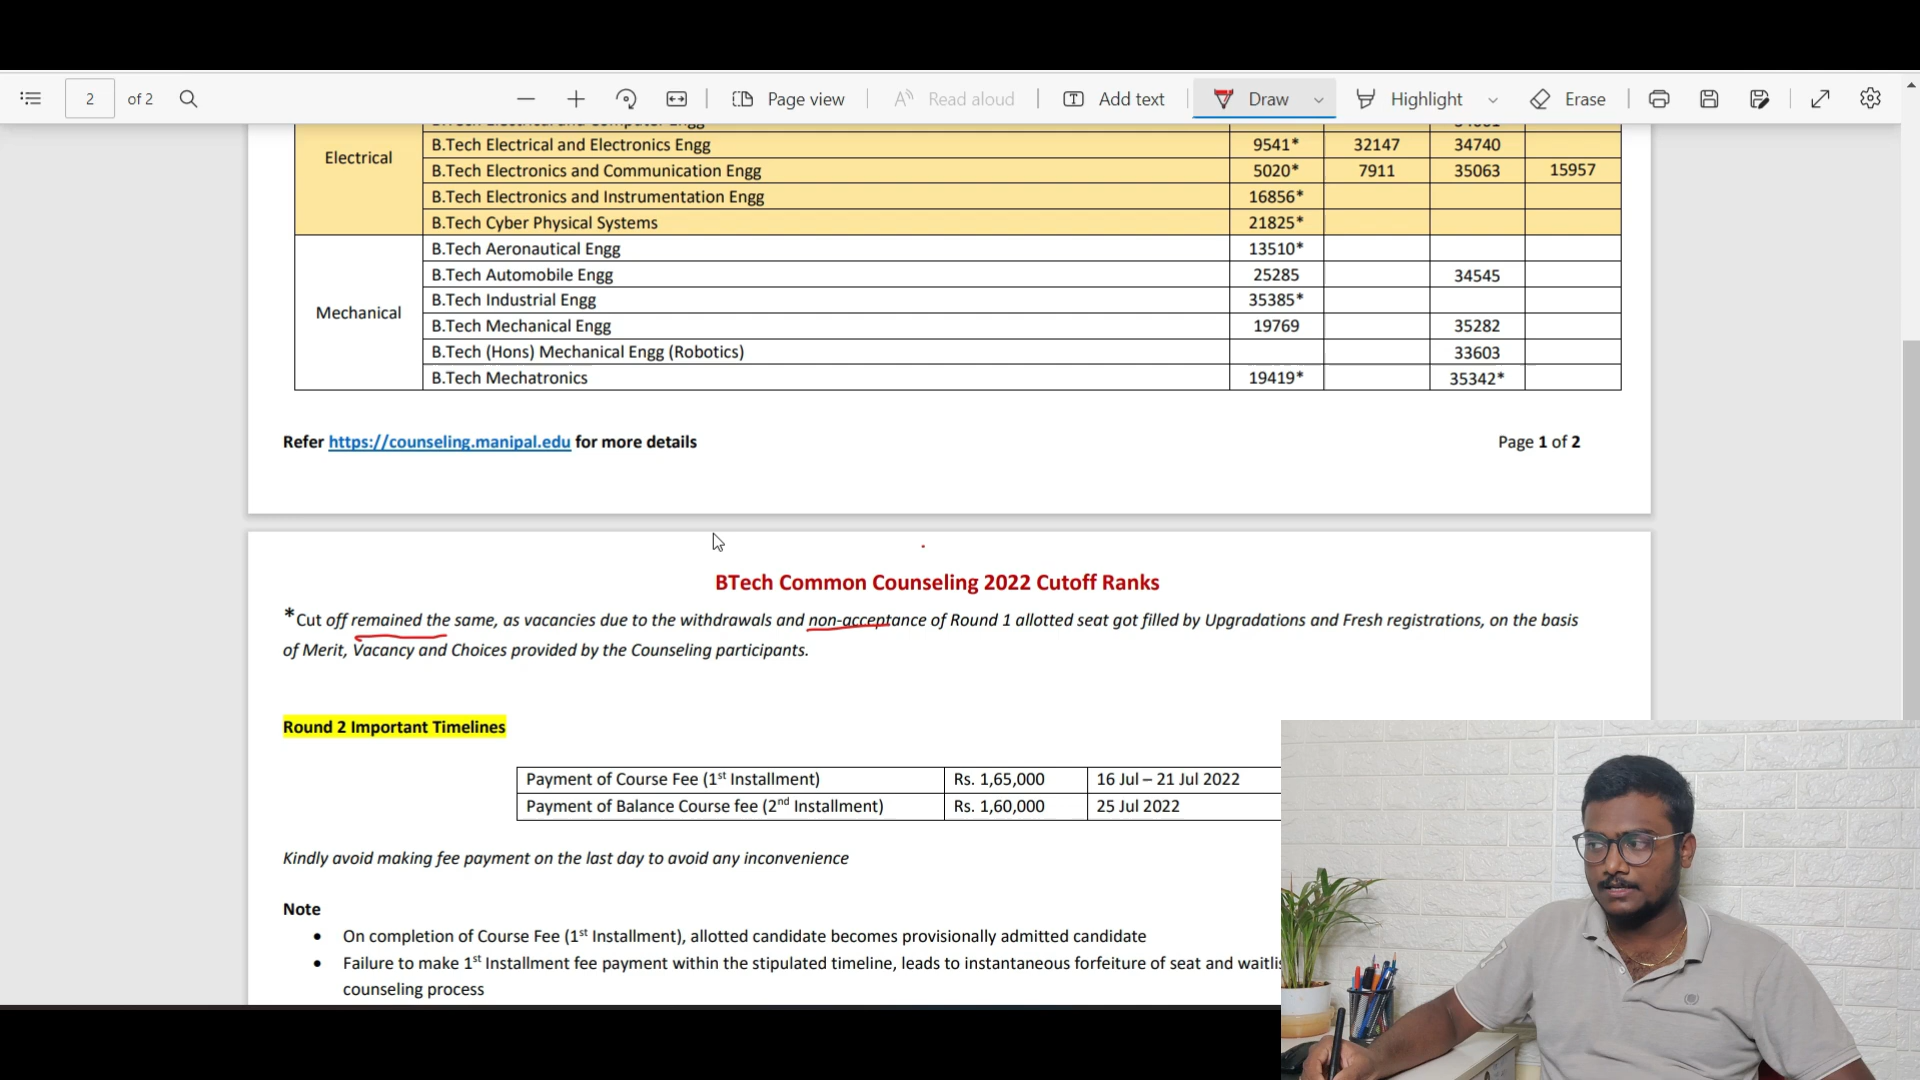 2 of 2 Page view Read aloud Add text Draw Highlight Erase
Electrical
B.Tech Electrical and Computer Engg
B.Tech Electrical and Electronics Engg 9541* 32147 34740
B.Tech Electronics and Communication Engg 5020* 7911 35063 15957
B.Tech Electronics and Instrumentation Engg 16856*
B.Tech Cyber Physical Systems 21825*
Mechanical
B.Tech Aeronautical Engg 13510*
B.Tech Automobile Engg 25285 34545
B.Tech Industrial Engg 35385*
B.Tech Mechanical Engg 19769 35282
B.Tech (Hons) Mechanical Engg (Robotics) 33603
B.Tech Mechatronics 19419* 35342*
Refer https://counseling.manipal.edu for more details Page 1 of 2
BTech Common Counseling 2022 Cutoff Ranks
*Cut off remained the same, as vacancies due to the withdrawals and non-acceptance of Round 1 allotted seat got filled by Upgradations and Fresh registrations, on the basis
of Merit, Vacancy and Choices provided by the Counseling participants.
Round 2 Important Timelines
Payment of Course Fee (1st Installment) Rs. 1,65,000 16 Jul – 21 Jul 2022
Payment of Balance Course fee (2nd Installment) Rs. 1,60,000 25 Jul 2022
Kindly avoid making fee payment on the last day to avoid any inconvenience
Note
• On completion of Course Fee (1st Installment), allotted candidate becomes provisionally admitted candidate
• Failure to make 1st Installment fee payment within the stipulated timeline, leads to instantaneous forfeiture of seat and
counseling process